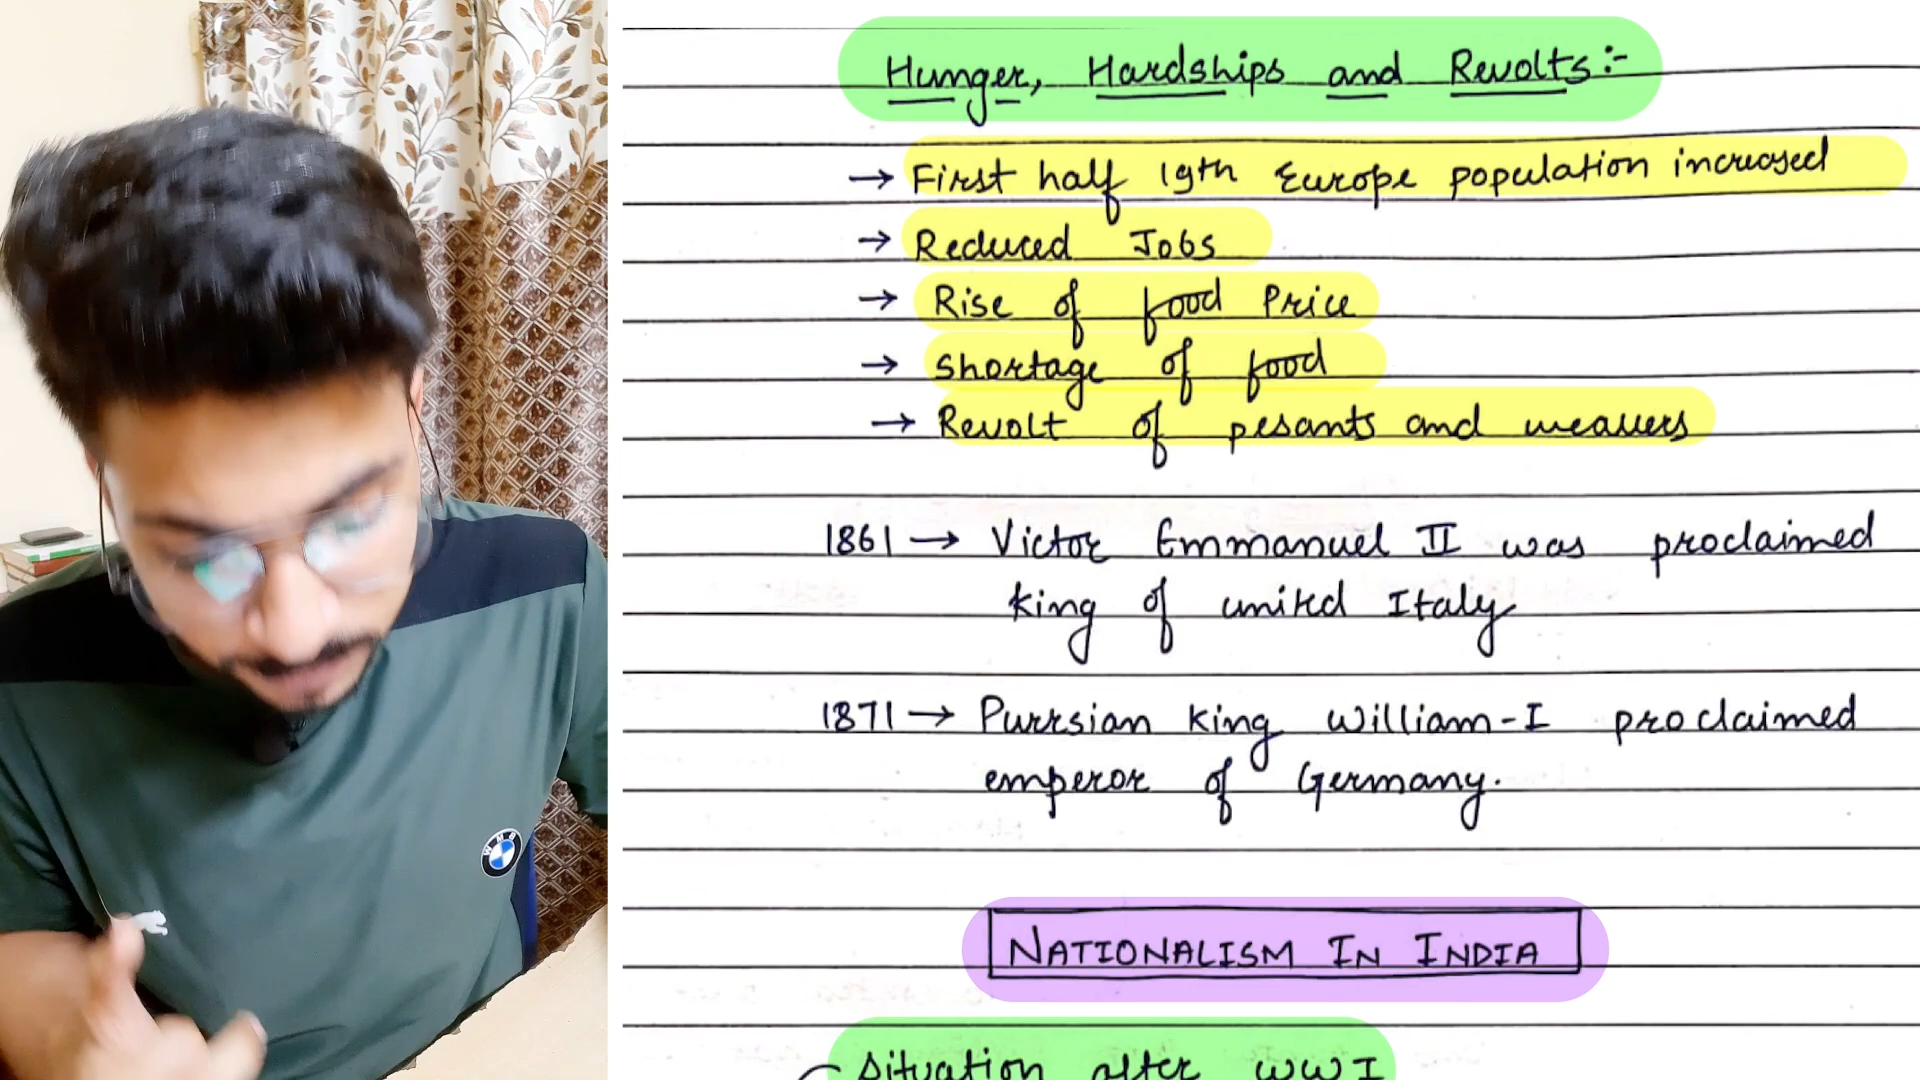 Hunger, Hardships and Revolts:-
→ First half 19th Europe population increased
→ Reduced Jobs
→ Rise of food Price
→ Shortage of food
→ Revolt of pesants and weavers
1861 → Victor Emmanuel II was proclaimed
king of united Italy
1871 → Purrsian king william-I proclaimed
emperor of Germany.
NATIONALISM IN INDIA
Situation after WW I
BMW